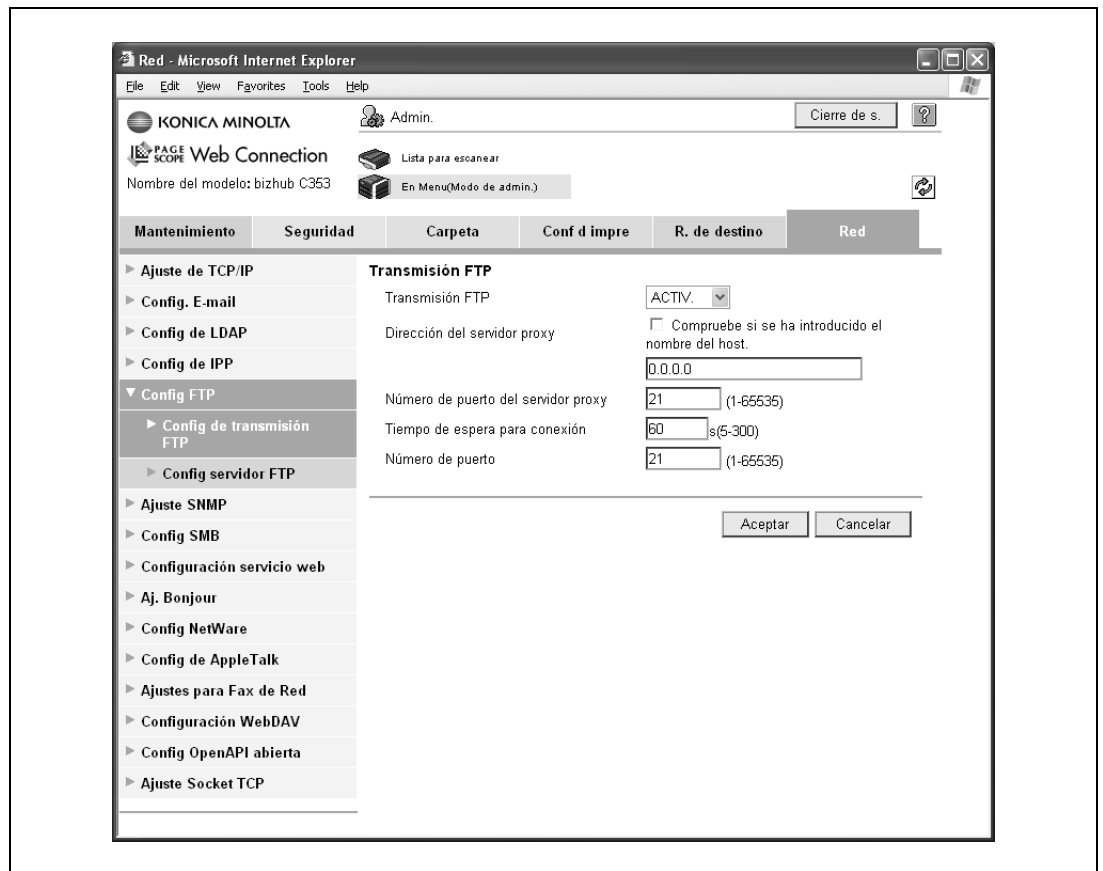 Red - Microsoft Internet Explorer
File Edit View Favorites Tools Help
KONICA MINOLTA
Admin.
Cierre de s.
?
PAGE SCOPE Web Connection
Lista para escanear
Nombre del modelo: bizhub C353
En Menu(Modo de admin.)
Mantenimiento Seguridad Carpeta Conf d impre R. de destino Red
Ajuste de TCP/IP
Config. E-mail
Config de LDAP
Config de IPP
Config FTP
Config de transmisión
FTP
Config servidor FTP
Ajuste SNMP
Config SMB
Configuración servicio web
Aj. Bonjour
Config NetWare
Config de AppleTalk
Ajustes para Fax de Red
Configuración WebDAV
Config OpenAPI abierta
Ajuste Socket TCP
Transmisión FTP
Transmisión FTP ACTIV.
Dirección del servidor proxy Compruebe si se ha introducido el
nombre del host.
0.0.0.0
Número de puerto del servidor proxy 21 (1-65535)
Tiempo de espera para conexión 60 s(5-300)
Número de puerto 21 (1-65535)
Aceptar Cancelar